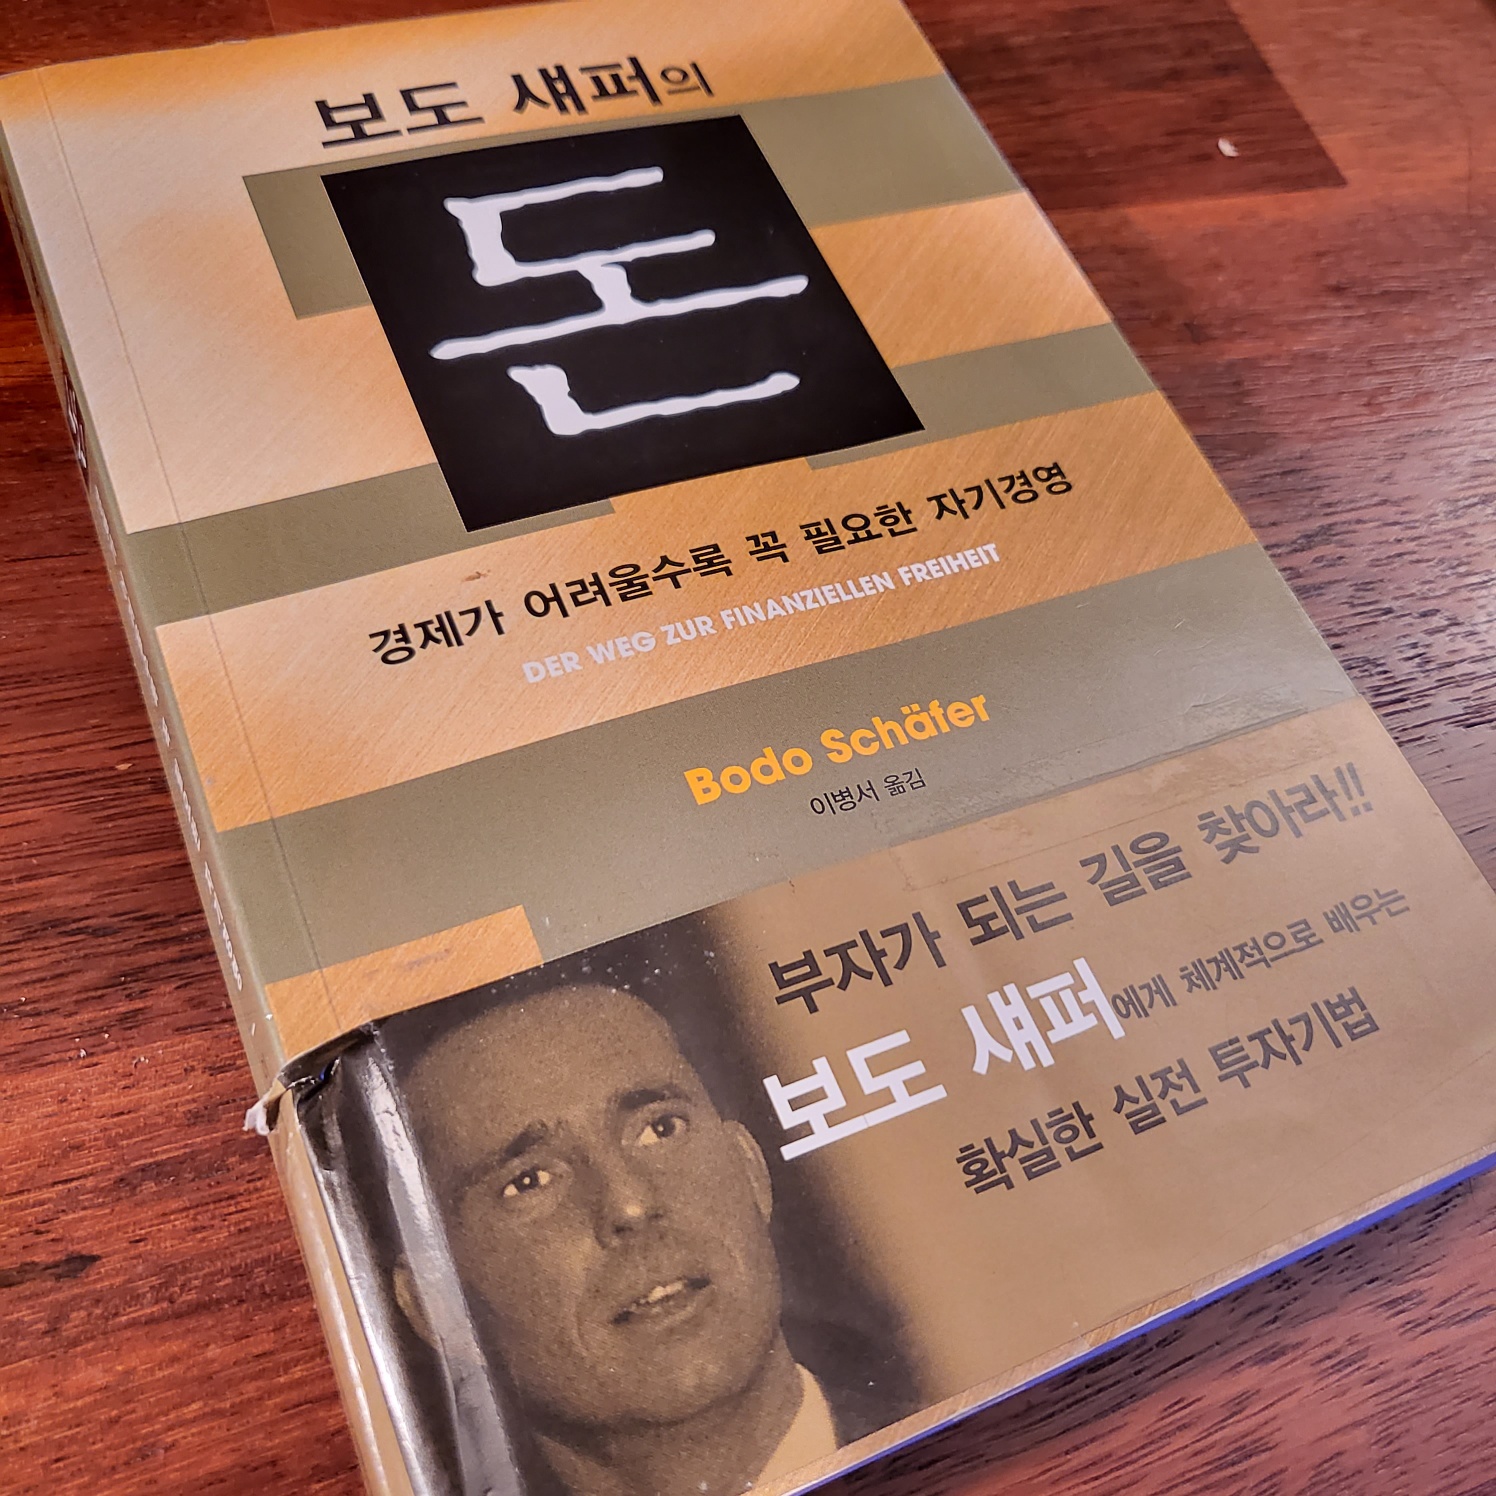 보도 섀퍼의
돈
경제가 어려울수록 꼭 필요한 자기경영
DER WEG ZUR FINANZIELLEN FREIHEIT
Bodo Schäfer
이병서 옮김
부자가 되는 길을 찾아라!!
보도 섀퍼에게 체계적으로 배우는
확실한 실전 투자기법